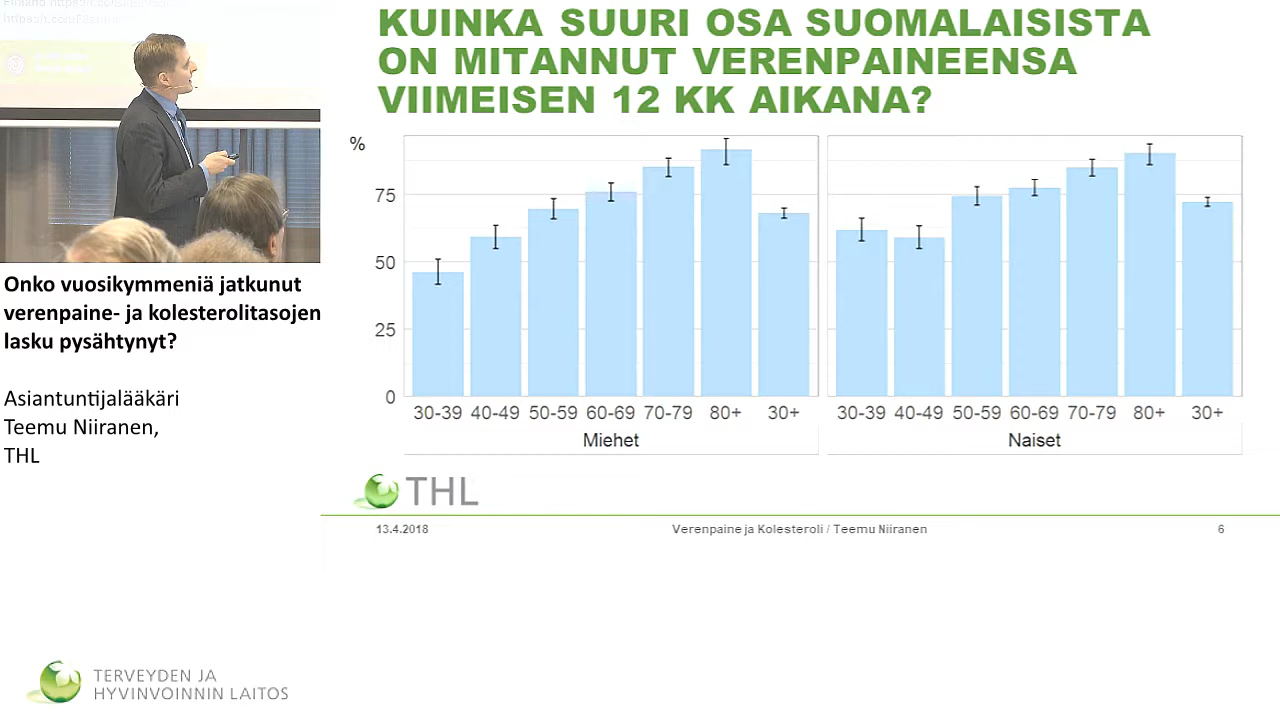 KUINKA SUURI OSA SUOMALAISISTA
ON MITANNUT VERENPAINEENSA
VIIMEISEN 12 KK AIKANA?
%
75
50
25
0
30-39 40-49 50-59 60-69 70-79 80+ 30+
Miehet
30-39 40-49 50-59 60-69 70-79 80+ 30+
Naiset
THL
13.4.2018
Verenpaine ja Kolesteroli / Teemu Niiranen
6
Onko vuosikymmeniä jatkunut
verenpaine- ja kolesterolitasojen
lasku pysähtynyt?
Asiantuntijalääkäri
Teemu Niiranen,
THL
TERVEYDEN JA
HYVINVOINNIN LAITOS